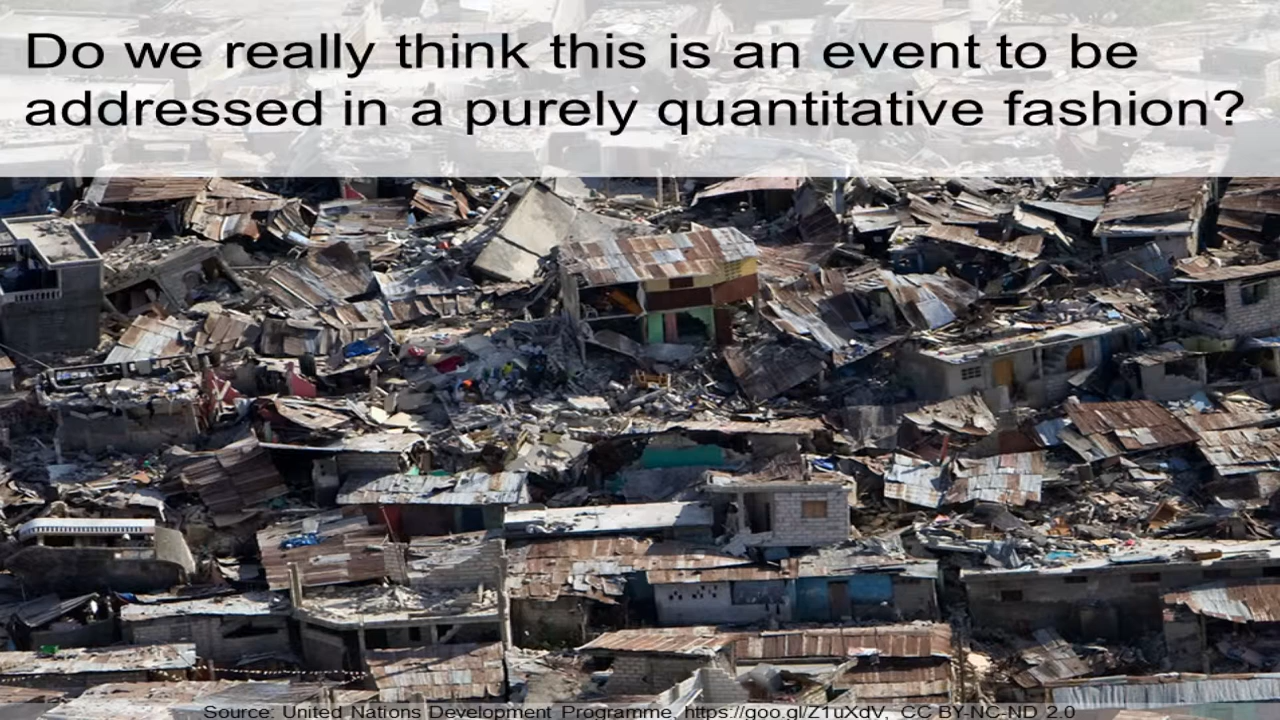 Do we really think this is an event to be
addressed in a purely quantitative fashion?
Source: United Nations Development Programme, https://goo.gl/Z1uXdV, CC BY-NC-ND 2.0